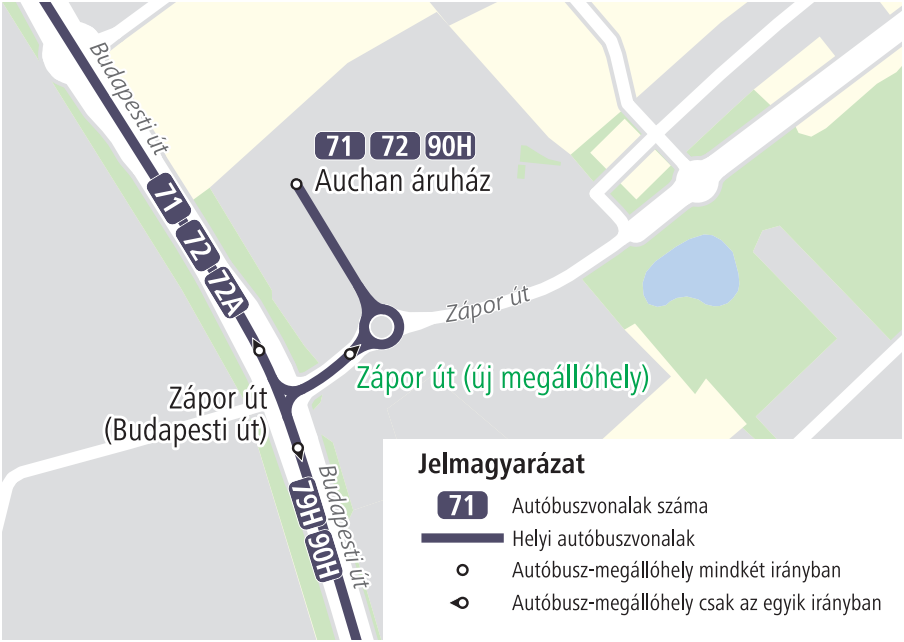 Budapesti út
71 72 90H
Auchan áruház
71
72
72A
Zápor út
Zápor út (új megállóhely)
Zápor út
(Budapesti út)
Budapesti út
H67
90H
Jelmagyarázat
71 Autóbuszvonalak száma
Helyi autóbuszvonalak
Autóbusz-megállóhely mindkét irányban
Autóbusz-megállóhely csak az egyik irányban